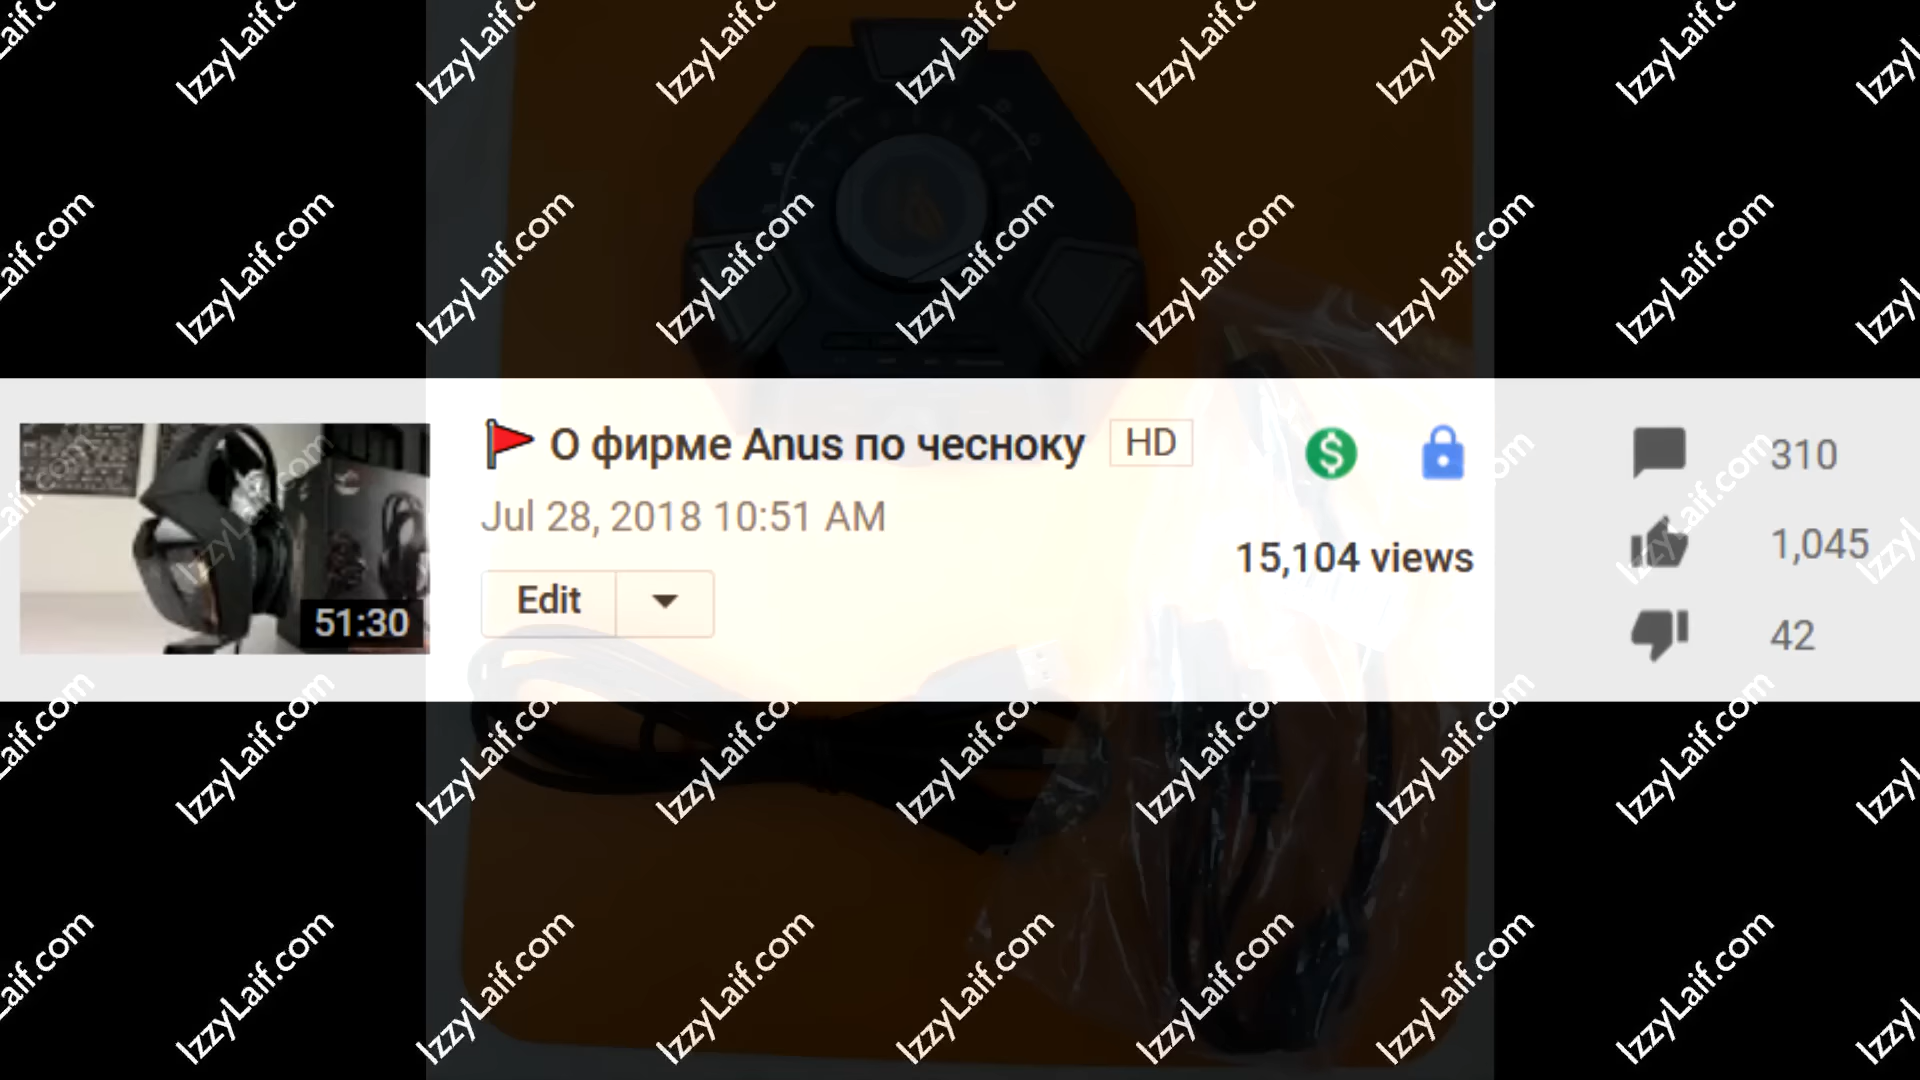 О фирме Anus по чесноку HD
Jul 28, 2018 10:51 AM
Edit
51:30
15,104 views
310
1,045
42
IzzyLaif.com